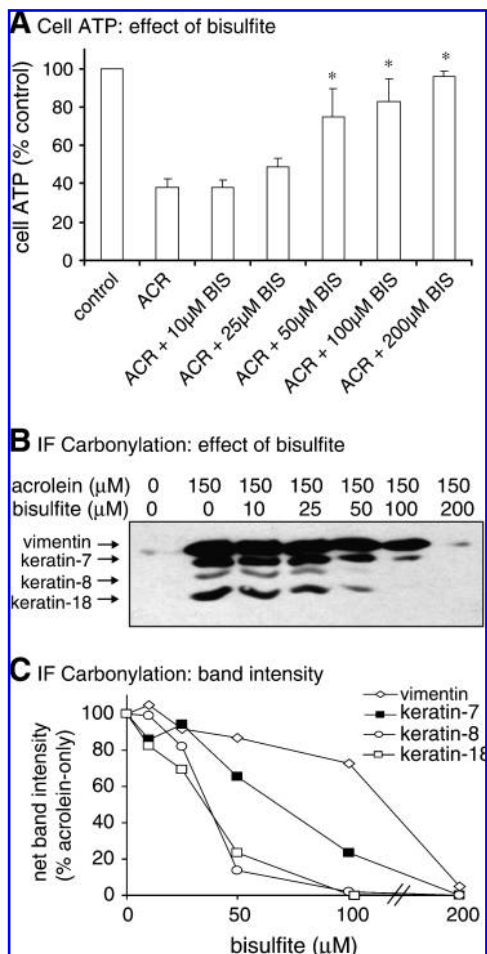 A Cell ATP: effect of bisulfite
cell ATP (% control)
100
80
60
40
20
0
*
*
*
control
ACR
ACR + 10µM BIS
ACR + 25µM BIS
ACR + 50µM BIS
ACR + 100µM BIS
ACR + 200µM BIS
B IF Carbonylation: effect of bisulfite
acrolein (µM) 0 150 150 150 150 150 150
bisulfite (µM) 0 0 10 25 50 100 200
vimentin
keratin-7
keratin-8
keratin-18
C IF Carbonylation: band intensity
net band intensity
(% acrolein-only)
100
80
60
40
20
0
vimentin
keratin-7
keratin-8
keratin-18
0 50 100 200
bisulfite (µM)